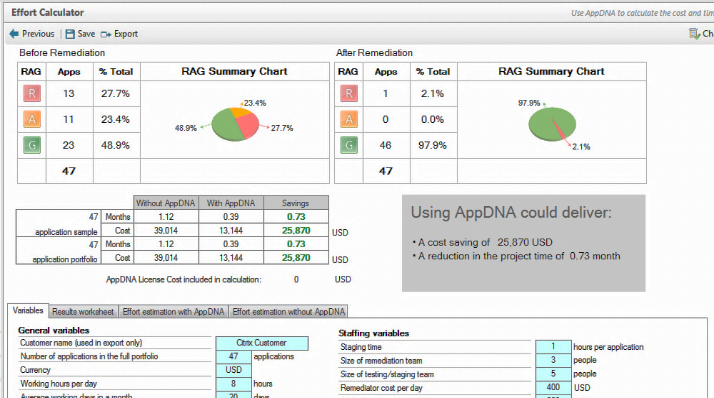 Effort Calculator
Use AppDNA to calculate the cost and tim
Previous Save Export
Ch
Before Remediation
After Remediation
RAG Apps % Total RAG Summary Chart
R 13 27.7%
A 11 23.4%
G 23 48.9%
47
23.4%
48.9%
27.7%
RAG Apps % Total RAG Summary Chart
R 1 2.1%
A 0 0.0%
G 46 97.9%
47
97.9%
2.1%
Without AppDNA With AppDNA Savings
47 Months 1.12 0.39 0.73
application sample Cost 39,014 13,144 25,870 USD
47 Months 1.12 0.39 0.73
application portfolio Cost 39,014 13,144 25,870 USD
AppDNA License Cost included in calculation: 0 USD
Using AppDNA could deliver:
• A cost saving of 25,870 USD
• A reduction in the project time of 0.73 month
Variables Results worksheet Effort estimation with AppDNA Effort estimation without AppDNA
General variables
Customer name (used in export only) Citrix Customer
Number of applications in the full portfolio 47 applications
Currency USD
Working hours per day 8 hours
Average working days in a month 20 days
Staffing variables
Staging time 1 hours per application
Size of remediation team 3 people
Size of testing/staging team 5 people
Remediator cost per day 400 USD